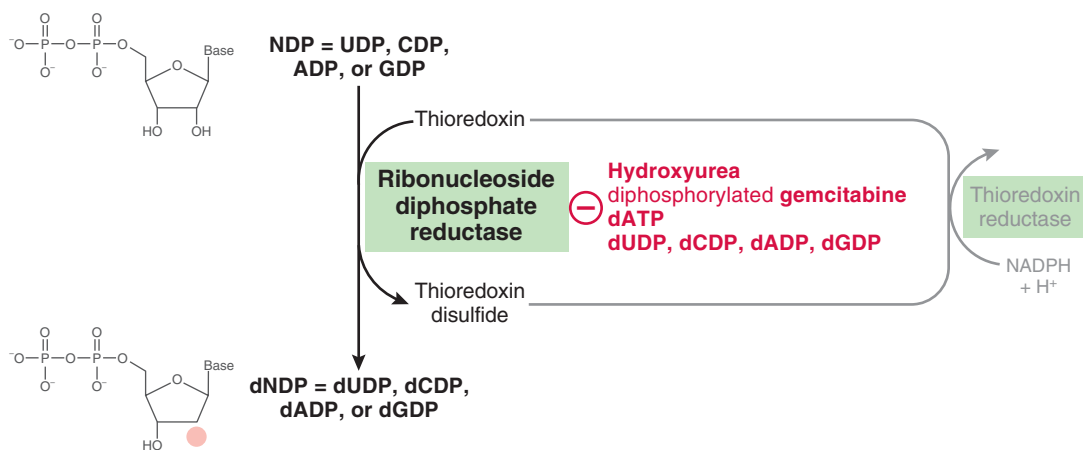 O O
⁻O—P—O—P—O
O⁻ O⁻
Base
O
HO OH
NDP = UDP, CDP,
ADP, or GDP
Thioredoxin
Ribonucleoside
diphosphate
reductase
Hydroxyurea
diphosphorylated gemcitabine
dATP
dUDP, dCDP, dADP, dGDP
Thioredoxin
reductase
NADPH
+ H⁺
Thioredoxin
disulfide
O O
⁻O—P—O—P—O
O⁻ O⁻
Base
O
HO
dNDP = dUDP, dCDP,
dADP, or dGDP